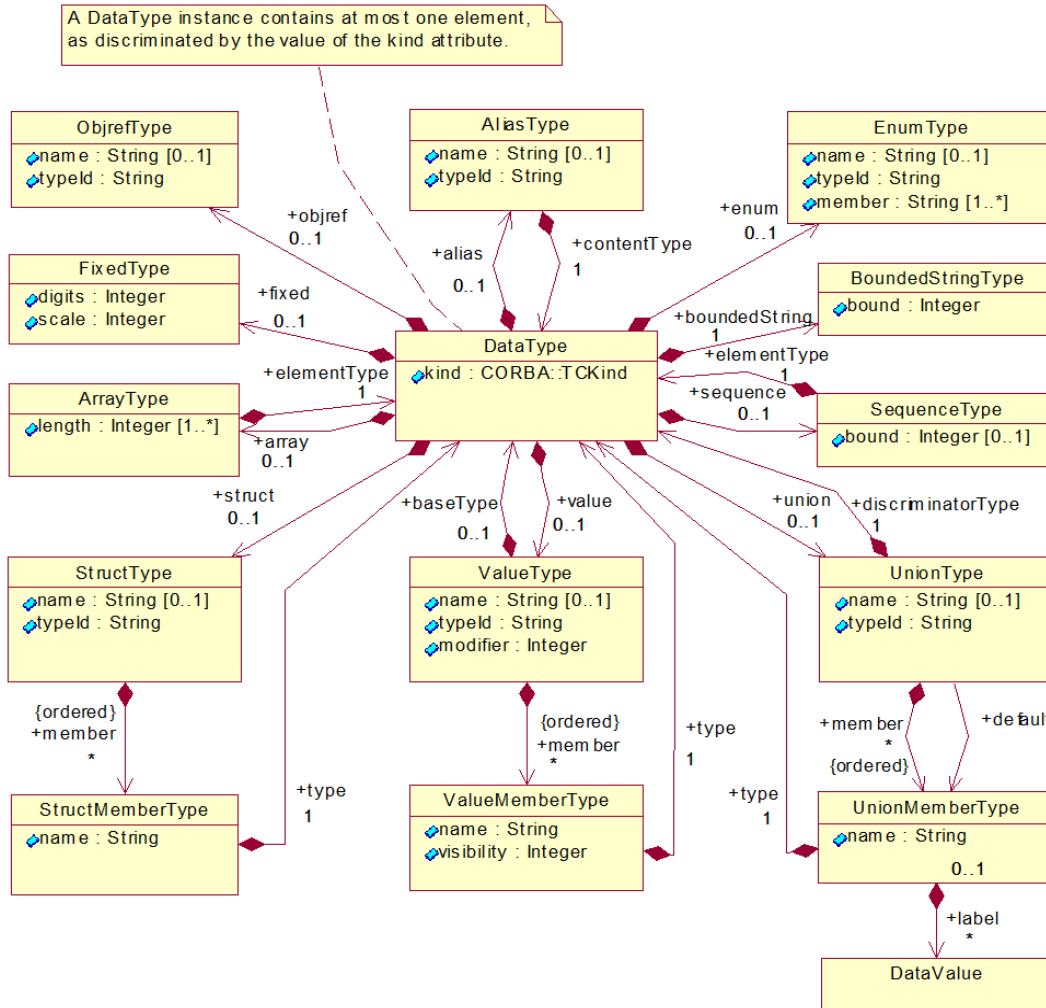 A DataType instance contains at most one element,
as discriminated by the value of the kind attribute.
ObjrefType
name : String [0..1]
typeId : String
AliasType
name : String [0..1]
typeId : String
EnumType
name : String [0..1]
typeId : String
member : String [1..*]
+objref
0..1
+alias
0..1
+contentType
1
+enum
0..1
FixedType
digits : Integer
scale : Integer
+fixed
0..1
BoundedStringType
bound : Integer
+boundedString
1
DataType
kind : CORBA::TCKind
+elementType
1
+elementType
1
ArrayType
length : Integer [1..*]
+array
0..1
+sequence
0..1
SequenceType
bound : Integer [0..1]
+struct
0..1
+baseType
0..1
+value
0..1
+union
0..1
+discriminatorType
1
StructType
name : String [0..1]
typeId : String
ValueType
name : String [0..1]
typeId : String
modifier : Integer
UnionType
name : String [0..1]
typeId : String
{ordered}
+member
*
{ordered}
+member
*
+member
*
{ordered}
+default
+type
1
+type
1
+type
1
StructMemberType
name : String
ValueMemberType
name : String
visibility : Integer
UnionMemberType
name : String
0..1
+label
*
DataValue